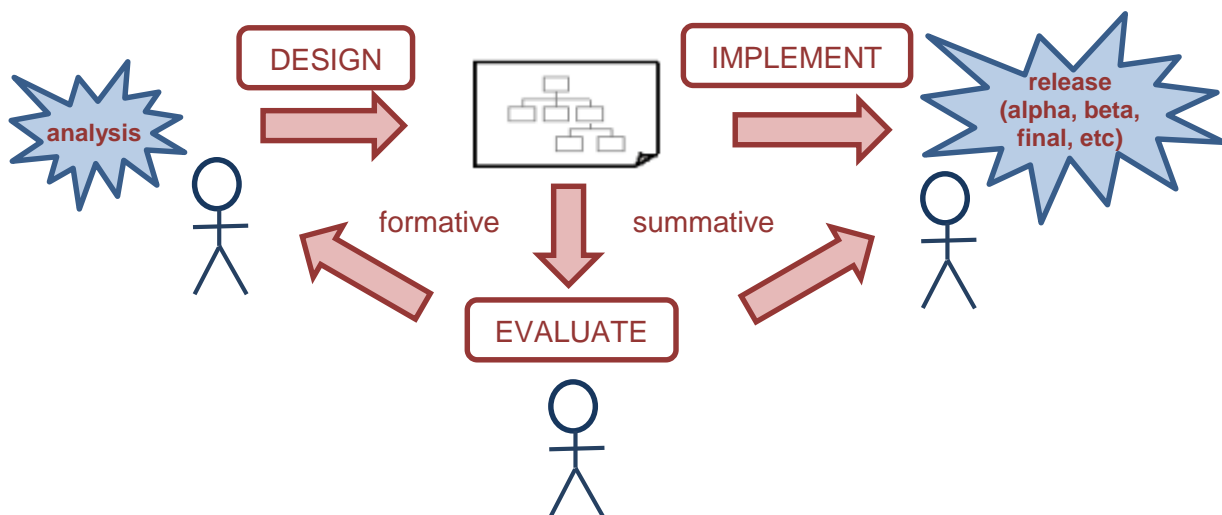 DESIGN
IMPLEMENT
analysis
release
(alpha, beta,
final, etc)
formative
summative
EVALUATE